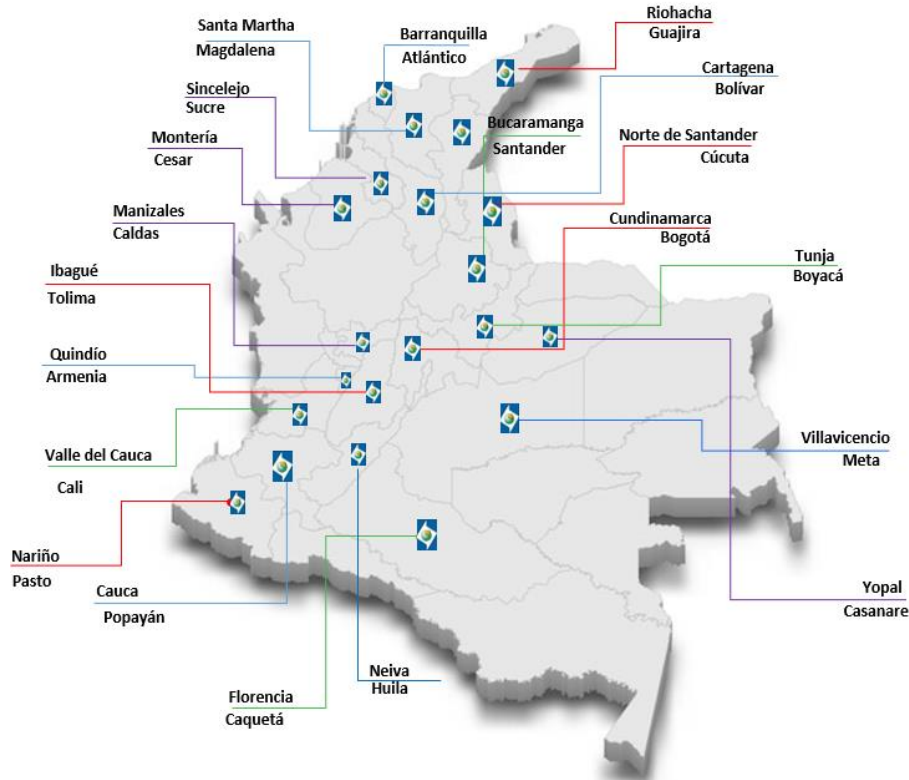 Santa Martha
Magdalena
Barranquilla
Atlántico
Riohacha
Guajira
Cartagena
Bolívar
Sincelejo
Sucre
Bucaramanga
Santander
Norte de Santander
Cúcuta
Montería
Cesar
Manizales
Caldas
Cundinamarca
Bogotá
Tunja
Boyacá
Ibagué
Tolima
Quindío
Armenia
Valle del Cauca
Cali
Villavicencio
Meta
Nariño
Pasto
Cauca
Popayán
Yopal
Casanare
Neiva
Huila
Florencia
Caquetá